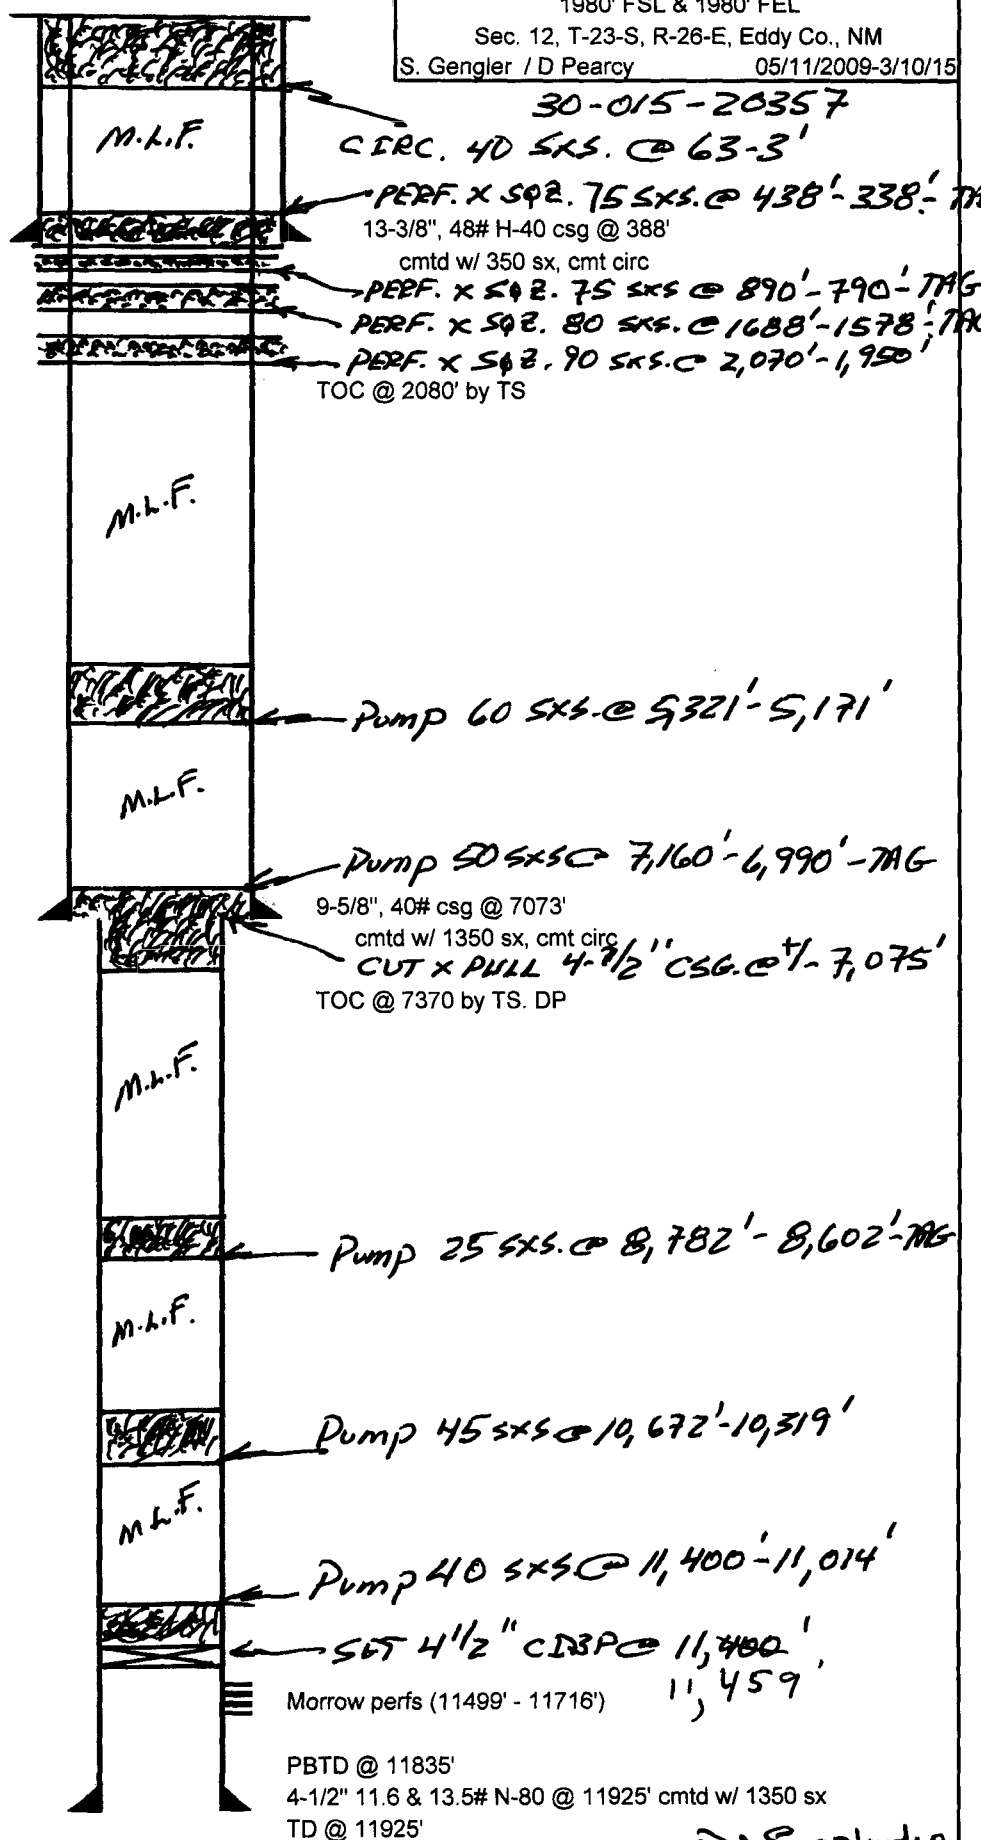 1980' FSL & 1980' FEL
Sec. 12, T-23-S, R-26-E, Eddy Co., NM
S. Gengler / D Pearcy 05/11/2009-3/10/15
30-015-20357
M.L.F.
CIRC. 40 SXS. @ 63-3'
PERF. X SQZ. 75 SXS. @ 438'-338'-TA
13-3/8", 48# H-40 csg @ 388'
cmtd w/ 350 sx, cmt circ
PERF. X SQZ. 75 SXS @ 890'-790'-TAG
PERF. X SQZ. 80 SXS. @ 1688'-1578'-TAG
PERF. X SQZ. 90 SXS. @ 2,070'-1,950'
TOC @ 2080' by TS
M.L.F.
Pump 60 SXS. @ 5,321'-5,171'
M.L.F.
Pump 50 SXS @ 7,160'-6,990'-TAG
9-5/8", 40# csg @ 7073'
cmtd w/ 1350 sx, cmt circ
CUT X PULL 4-1/2" CSG. @ +/- 7,075'
TOC @ 7370 by TS. DP
M.L.F.
Pump 25 SXS. @ 8,782'-8,602'-TAG
M.L.F.
Pump 45 SXS @ 10,672'-10,319'
M.L.F.
Pump 40 SXS @ 11,400'-11,014'
SET 4 1/2" CIBP @ 11,400'
11,459'
Morrow perfs (11499' - 11716')
PBTD @ 11835'
4-1/2" 11.6 & 13.5# N-80 @ 11925' cmtd w/ 1350 sx
TD @ 11925'